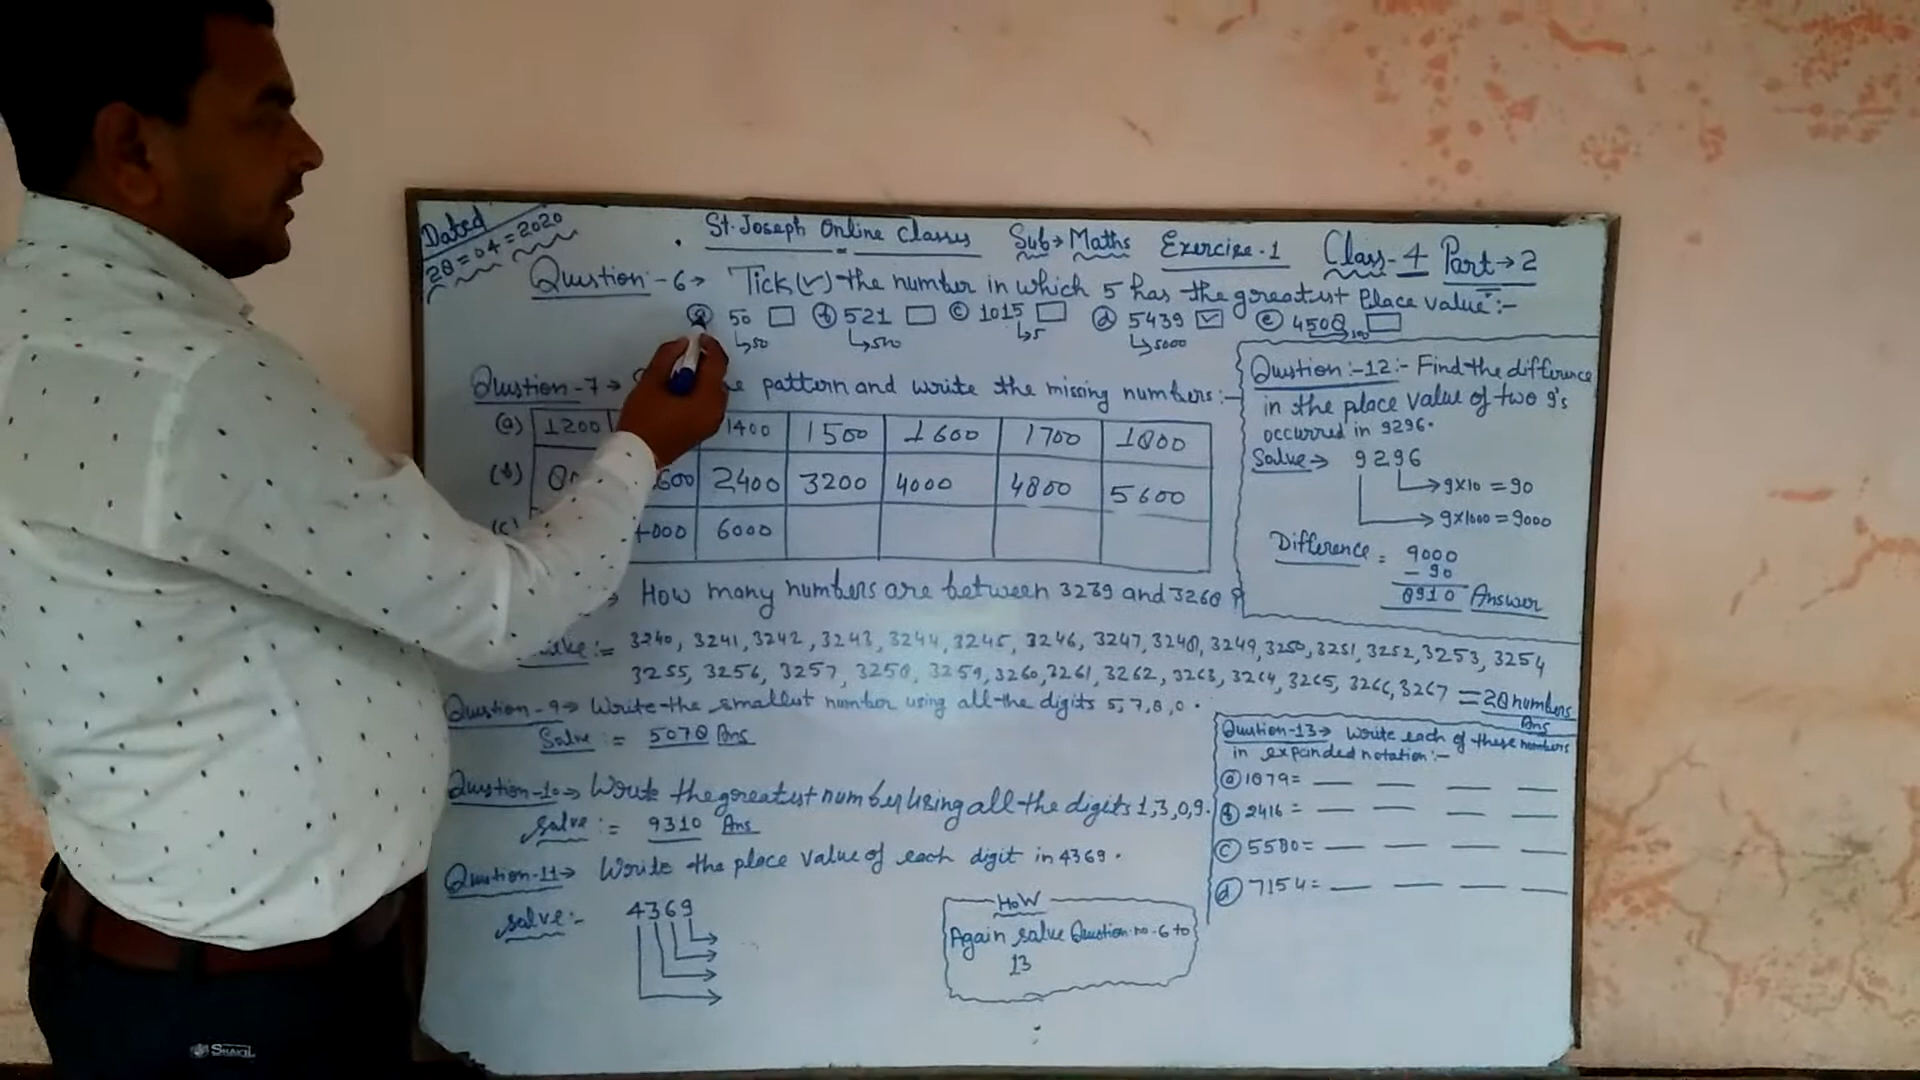 Dated
28=04=2020
St. Joseph Online Classes Sub→Maths Exercise-1 Class-4 Part→2
Question-6→ Tick(✓) the number in which 5 has the greatest place value:-
(a) 50 (b) 521 (c) 1015 (d) 5439 ✓ (e) 4508
↳50 ↳500 ↳5 ↳5000
Question-7→ pattern and write the missing numbers:-
(a) 1200 1400 1500 1600 1700 1800
(b) 2400 3200 4000 4800 5600
(c) 6000
How many numbers are between 3239 and 3268?
3240, 3241, 3242, 3243, 3244, 3245, 3246, 3247, 3248, 3249, 3250, 3251, 3252, 3253, 3254
3255, 3256, 3257, 3258, 3259, 3260, 3261, 3262, 3263, 3264, 3265, 3266, 3267 = 28 numbers
Ans
Question-9→ Write the smallest number using all the digits 5,7,8,0.
Solve:= 5078 Ans
Question-10→ Write the greatest number using all the digits 1,3,0,9.
Solve:= 9310 Ans
Question-11→ Write the place value of each digit in 4369.
Solve:- 4369
Question:-12:- Find the difference
in the place value of two 9's
occurred in 9296.
Solve→ 9296
→9×10=90
→9×1000=9000
Difference = 9000
- 90
8910 Answer
Question-13→ Write each of these numbers
in expanded notation:-
(a) 1879=
(b) 2416=
(c) 5580=
(d) 7154=
HOW
Again solve Question no-6 to
13